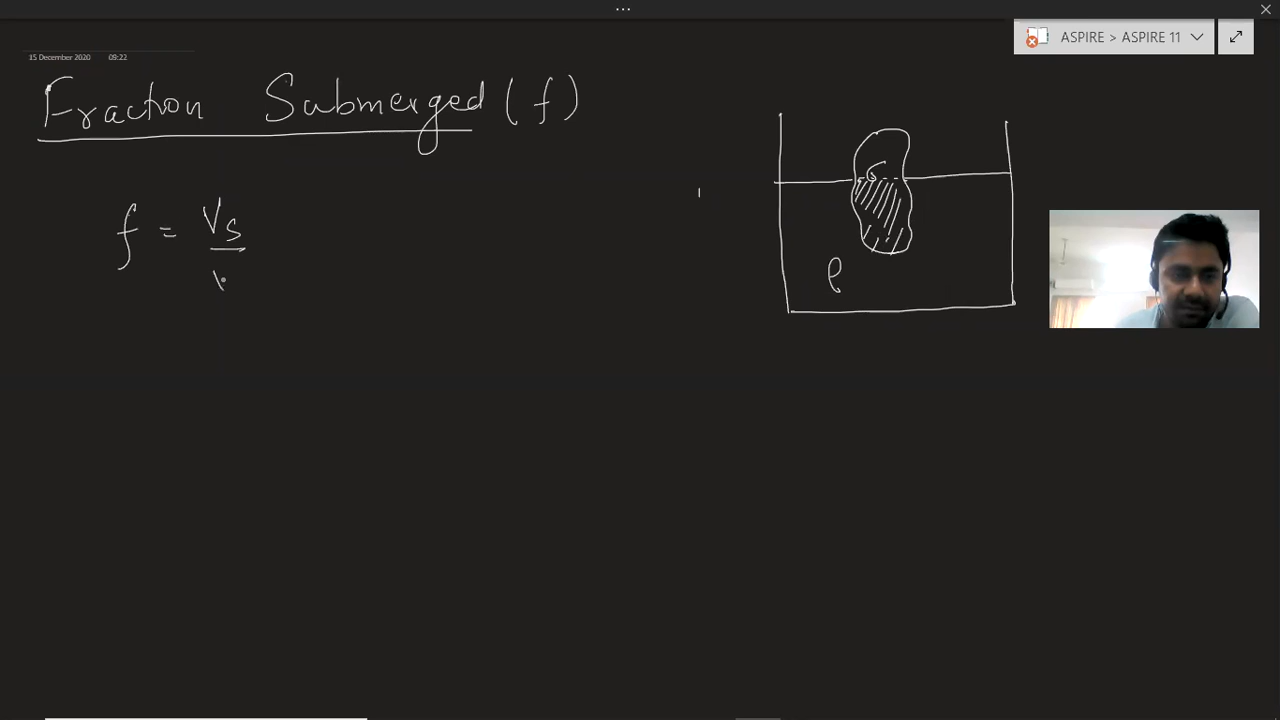 ASPIRE > ASPIRE 11
15 December 2020 09:22
Fraction Submerged (f)
σ
f = Vs
ρ